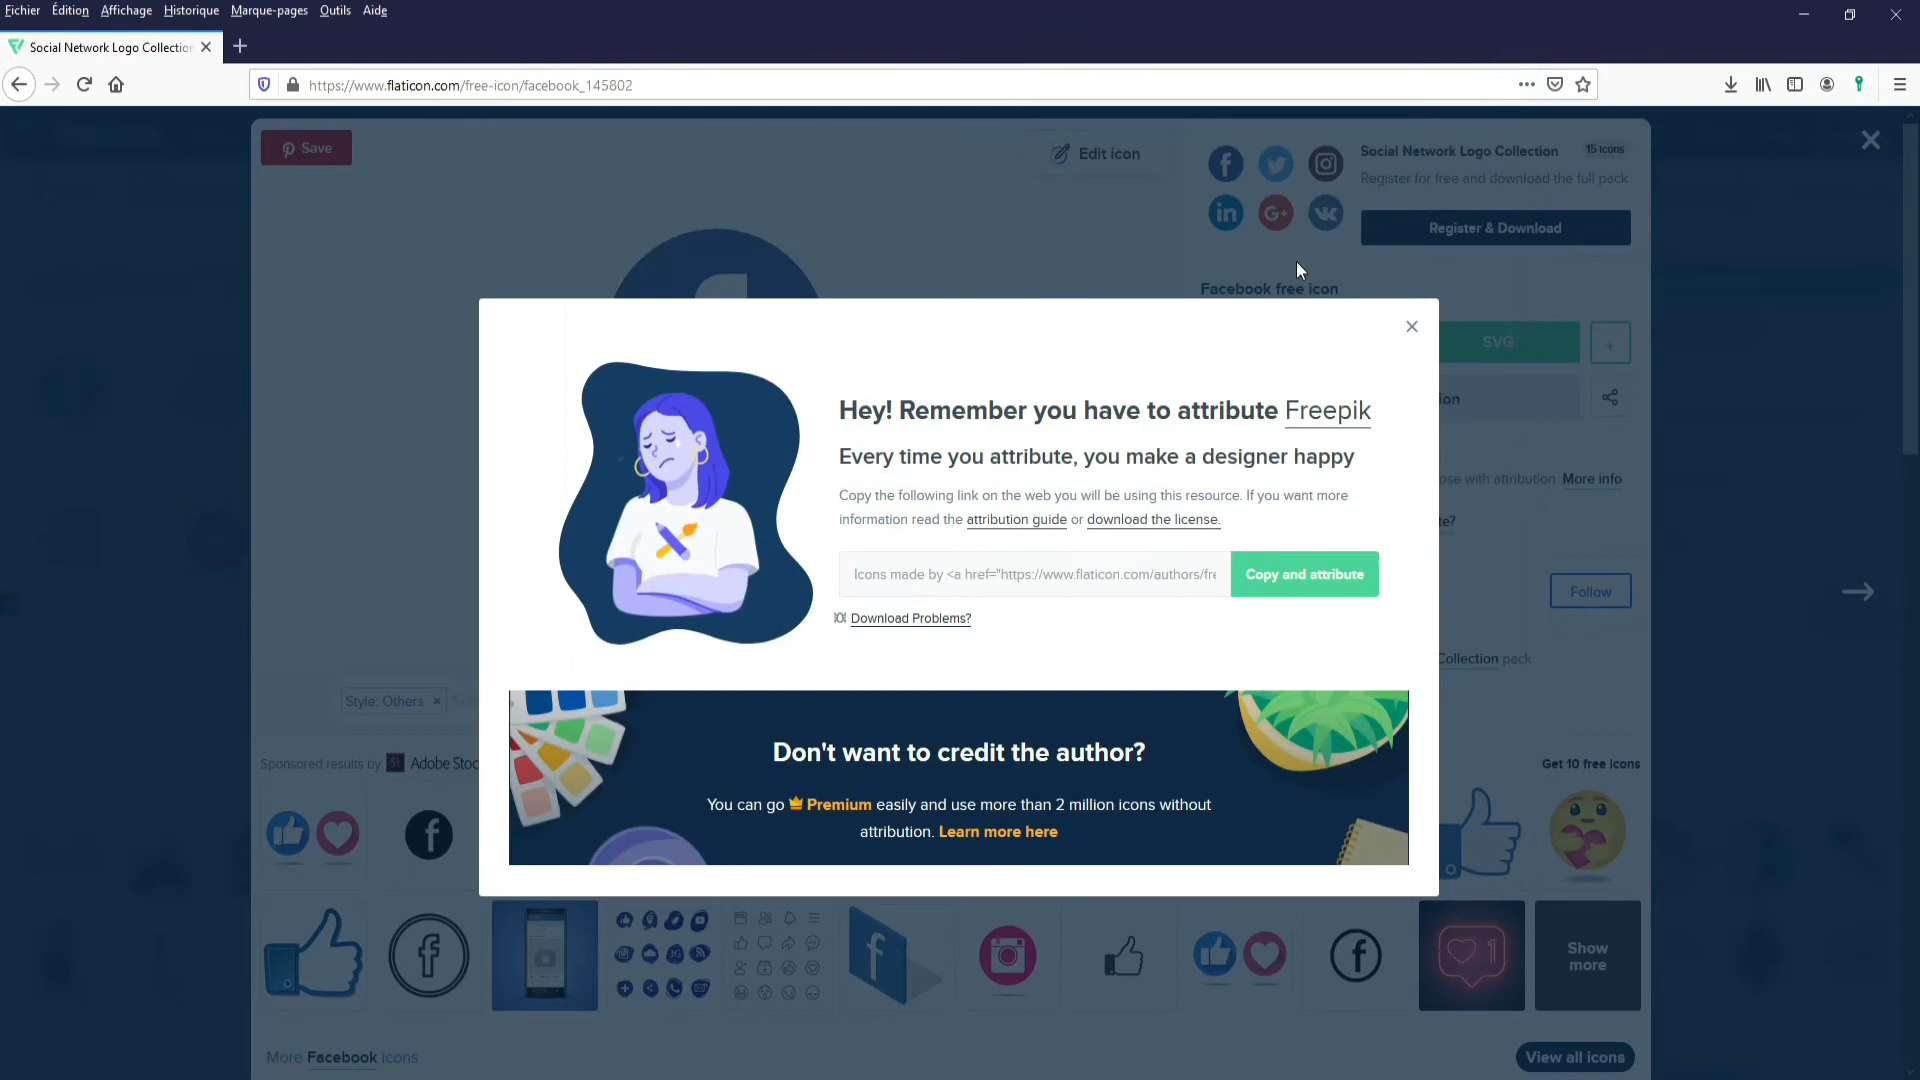 Fichier Édition Affichage Historique Marque-pages Outils Aide
Social Network Logo Collection
https://www.flaticon.com/free-icon/facebook_145802
Save
Edit icon
Social Network Logo Collection 15 icons
Register for free and download the full pack
Register & Download
Facebook free icon
SVG
Hey! Remember you have to attribute Freepik
Every time you attribute, you make a designer happy
Copy the following link on the web you will be using this resource. If you want more
information read the attribution guide or download the license.
with attribution More info
Icons made by <a href="https://www.flaticon.com/authors/fre
Copy and attribute
Follow
Download Problems?
Collection pack
Style: Others ×
Don't want to credit the author?
Sponsored results by St Adobe Stoc
Get 10 free icons
You can go Premium easily and use more than 2 million icons without
attribution. Learn more here
1
Show
more
More Facebook icons
View all icons